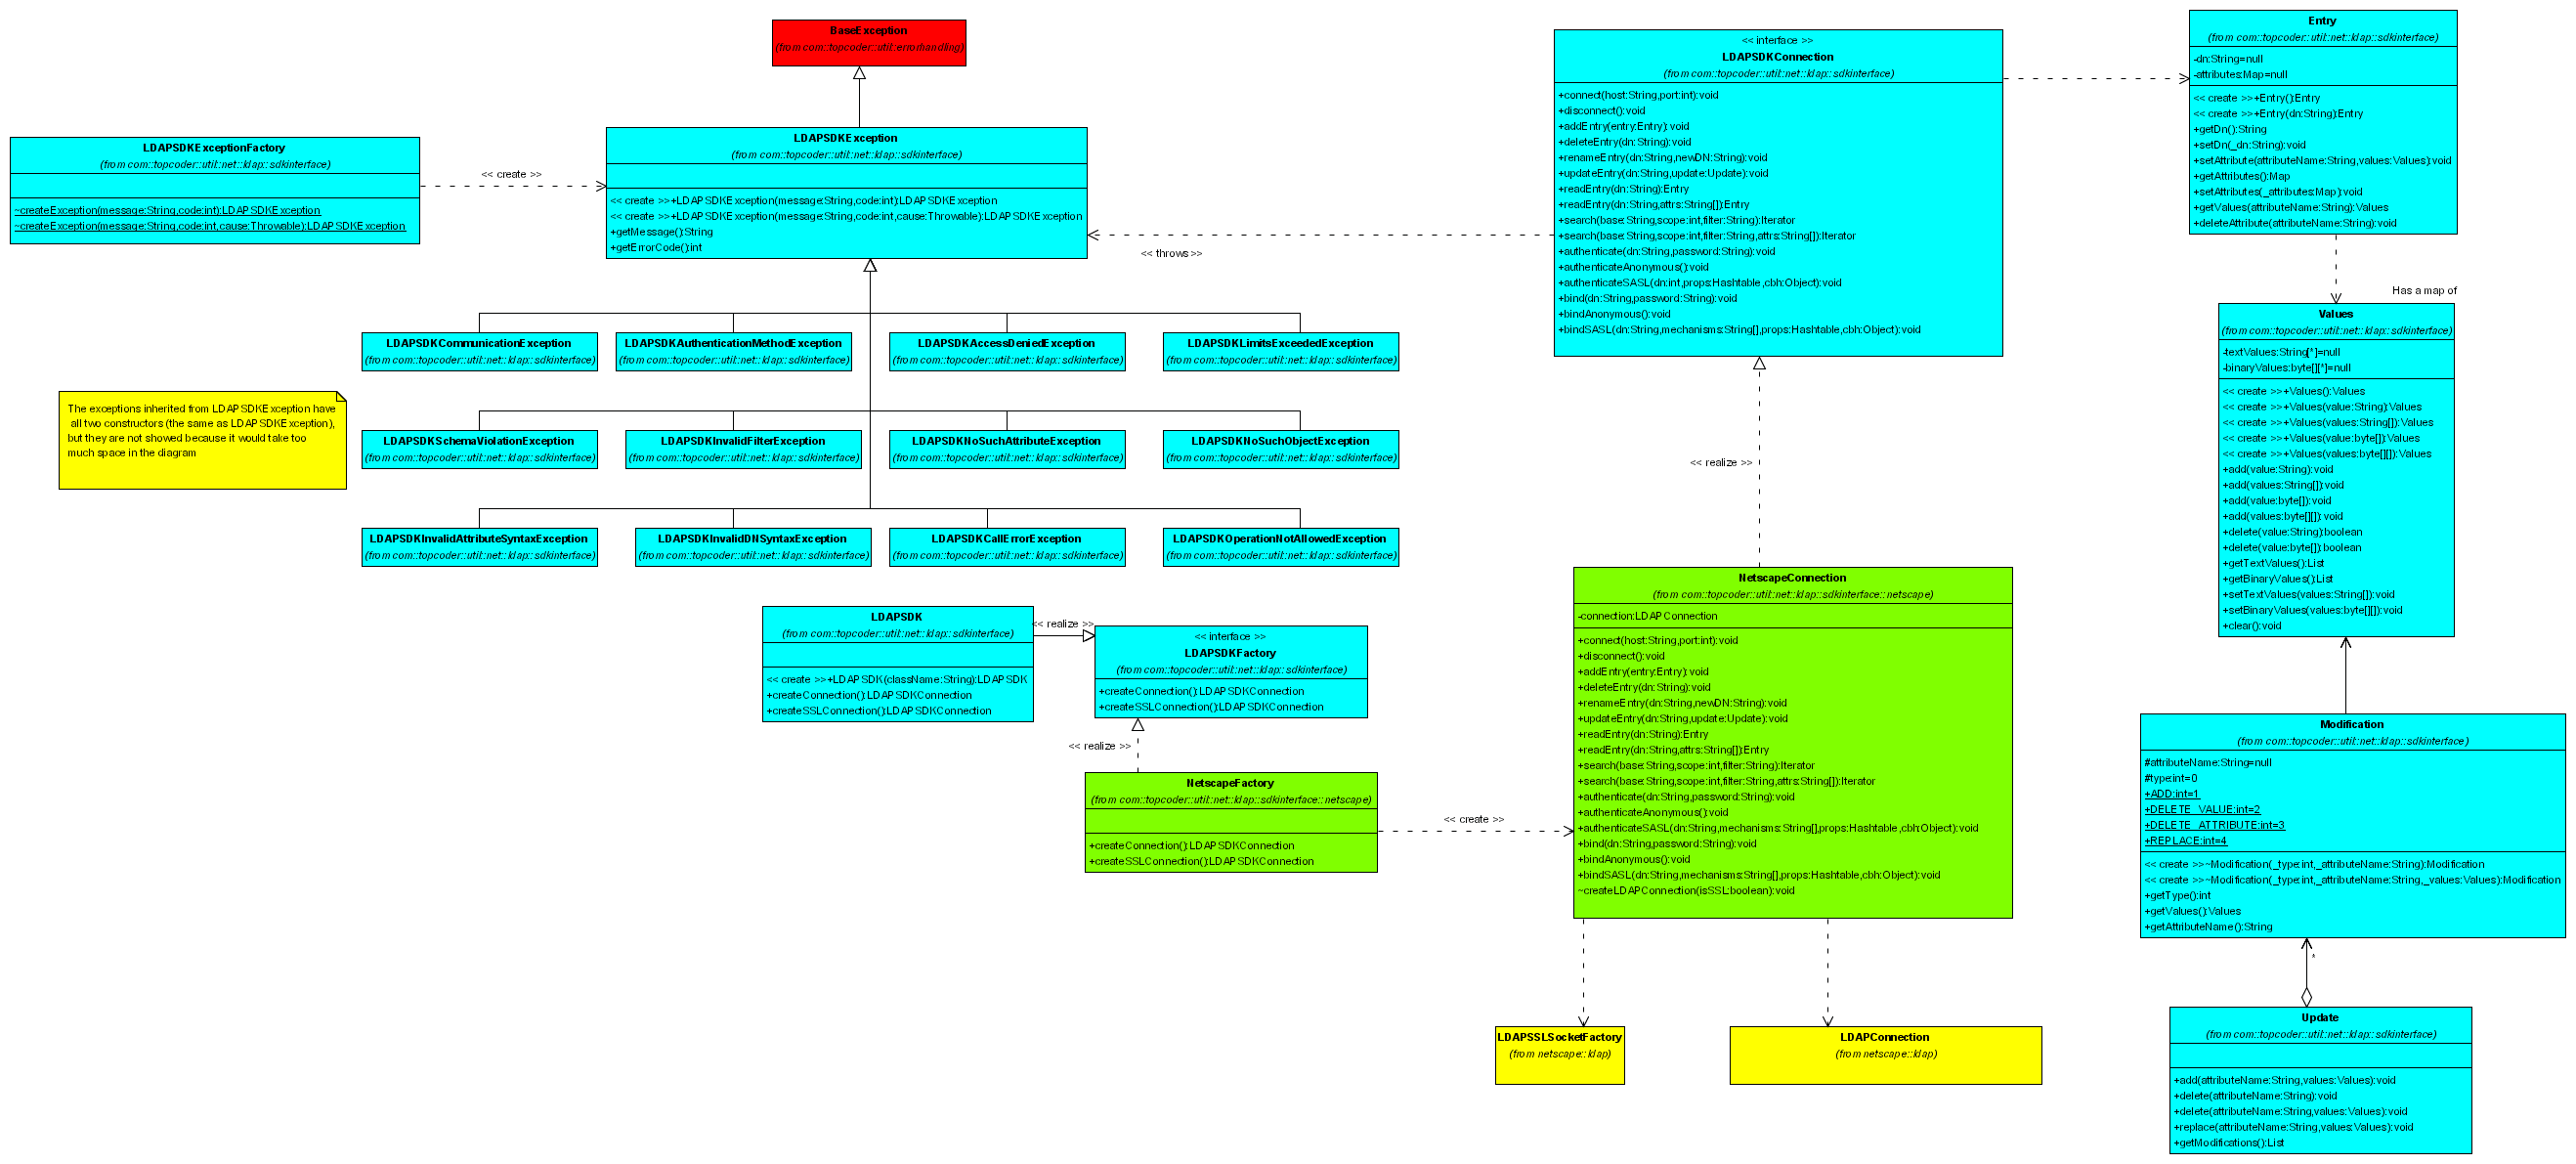 BaseException
(from com::topcoder::util::errorhandling)
LDAPSDKExceptionFactory
(from com::topcoder::util::net::ldap::sdkinterface)
~createException(message:String,code:int):LDAPSDKException
~createException(message:String,code:int,cause:Throwable):LDAPSDKException
<< create >>
LDAPSDKException
(from com::topcoder::util::net::ldap::sdkinterface)
<< create >>+LDAPSDKException(message:String,code:int):LDAPSDKException
<< create >>+LDAPSDKException(message:String,code:int,cause:Throwable):LDAPSDKException
+getMessage():String
+getErrorCode():int
<< throws >>
LDAPSDKCommunicationException
(from com::topcoder::util::net::ldap::sdkinterface)
LDAPSDKAuthenticationMethodException
(from com::topcoder::util::net::ldap::sdkinterface)
LDAPSDKAccessDeniedException
(from com::topcoder::util::net::ldap::sdkinterface)
LDAPSDKLimitsExceededException
(from com::topcoder::util::net::ldap::sdkinterface)
The exceptions inherited from LDAPSDKException have
all two constructors (the same as LDAPSDKException),
but they are not showed because it would take too
much space in the diagram
LDAPSDKSchemaViolationException
(from com::topcoder::util::net::ldap::sdkinterface)
LDAPSDKInvalidFilterException
(from com::topcoder::util::net::ldap::sdkinterface)
LDAPSDKNoSuchAttributeException
(from com::topcoder::util::net::ldap::sdkinterface)
LDAPSDKNoSuchObjectException
(from com::topcoder::util::net::ldap::sdkinterface)
LDAPSDKInvalidAttributeSyntaxException
(from com::topcoder::util::net::ldap::sdkinterface)
LDAPSDKInvalidDNSyntaxException
(from com::topcoder::util::net::ldap::sdkinterface)
LDAPSDKCallErrorException
(from com::topcoder::util::net::ldap::sdkinterface)
LDAPSDKOperationNotAllowedException
(from com::topcoder::util::net::ldap::sdkinterface)
LDAPSDK
(from com::topcoder::util::net::ldap::sdkinterface)
<< create >>+LDAPSDK(className:String):LDAPSDK
+createConnection():LDAPSDKConnection
+createSSLConnection():LDAPSDKConnection
<< realize >>
<< interface >>
LDAPSDKFactory
(from com::topcoder::util::net::ldap::sdkinterface)
+createConnection():LDAPSDKConnection
+createSSLConnection():LDAPSDKConnection
<< realize >>
NetscapeFactory
(from com::topcoder::util::net::ldap::sdkinterface::netscape)
+createConnection():LDAPSDKConnection
+createSSLConnection():LDAPSDKConnection
<< create >>
<< interface >>
LDAPSDKConnection
(from com::topcoder::util::net::ldap::sdkinterface)
+connect(host:String,port:int):void
+disconnect():void
+addEntry(entry:Entry):void
+deleteEntry(dn:String):void
+renameEntry(dn:String,newDN:String):void
+updateEntry(dn:String,update:Update):void
+readEntry(dn:String):Entry
+readEntry(dn:String,attrs:String[]):Entry
+search(base:String,scope:int,filter:String):Iterator
+search(base:String,scope:int,filter:String,attrs:String[]):Iterator
+authenticate(dn:String,password:String):void
+authenticateAnonymous():void
+authenticateSASL(dn:int,props:Hashtable,cbh:Object):void
+bind(dn:String,password:String):void
+bindAnonymous():void
+bindSASL(dn:String,mechanisms:String[],props:Hashtable,cbh:Object):void
<< realize >>
NetscapeConnection
(from com::topcoder::util::net::ldap::sdkinterface::netscape)
-connection:LDAPConnection
+connect(host:String,port:int):void
+disconnect():void
+addEntry(entry:Entry):void
+deleteEntry(dn:String):void
+renameEntry(dn:String,newDN:String):void
+updateEntry(dn:String,update:Update):void
+readEntry(dn:String):Entry
+readEntry(dn:String,attrs:String[]):Entry
+search(base:String,scope:int,filter:String):Iterator
+search(base:String,scope:int,filter:String,attrs:String[]):Iterator
+authenticate(dn:String,password:String):void
+authenticateAnonymous():void
+authenticateSASL(dn:String,mechanisms:String[],props:Hashtable,cbh:Object):void
+bind(dn:String,password:String):void
+bindAnonymous():void
+bindSASL(dn:String,mechanisms:String[],props:Hashtable,cbh:Object):void
~createLDAPConnection(isSSL:boolean):void
LDAPSSLSocketFactory
(from netscape::ldap)
LDAPConnection
(from netscape::ldap)
Entry
(from com::topcoder::util::net::ldap::sdkinterface)
-dn:String=null
-attributes:Map=null
<< create >>+Entry():Entry
<< create >>+Entry(dn:String):Entry
+getDn():String
+setDn(_dn:String):void
+setAttribute(attributeName:String,values:Values):void
+getAttributes():Map
+setAttributes(_attributes:Map):void
+getValues(attributeName:String):Values
+deleteAttribute(attributeName:String):void
Has a map of
Values
(from com::topcoder::util::net::ldap::sdkinterface)
-textValues:String[*]=null
-binaryValues:byte[][*]=null
<< create >>+Values():Values
<< create >>+Values(value:String):Values
<< create >>+Values(values:String[]):Values
<< create >>+Values(value:byte[]):Values
<< create >>+Values(values:byte[][]):Values
+add(value:String):void
+add(values:String[]):void
+add(value:byte[]):void
+add(values:byte[][]):void
+delete(value:String):boolean
+delete(value:byte[]):boolean
+getTextValues():List
+getBinaryValues():List
+setTextValues(values:String[]):void
+setBinaryValues(values:byte[][]):void
+clear():void
Modification
(from com::topcoder::util::net::ldap::sdkinterface)
#attributeName:String=null
#type:int=0
+ADD:int=1
+DELETE_VALUE:int=2
+DELETE_ATTRIBUTE:int=3
+REPLACE:int=4
<< create >>~Modification(_type:int,_attributeName:String):Modification
<< create >>~Modification(_type:int,_attributeName:String,_values:Values):Modification
+getType():int
+getValues():Values
+getAttributeName():String
*
Update
(from com::topcoder::util::net::ldap::sdkinterface)
+add(attributeName:String,values:Values):void
+delete(attributeName:String):void
+delete(attributeName:String,values:Values):void
+replace(attributeName:String,values:Values):void
+getModifications():List